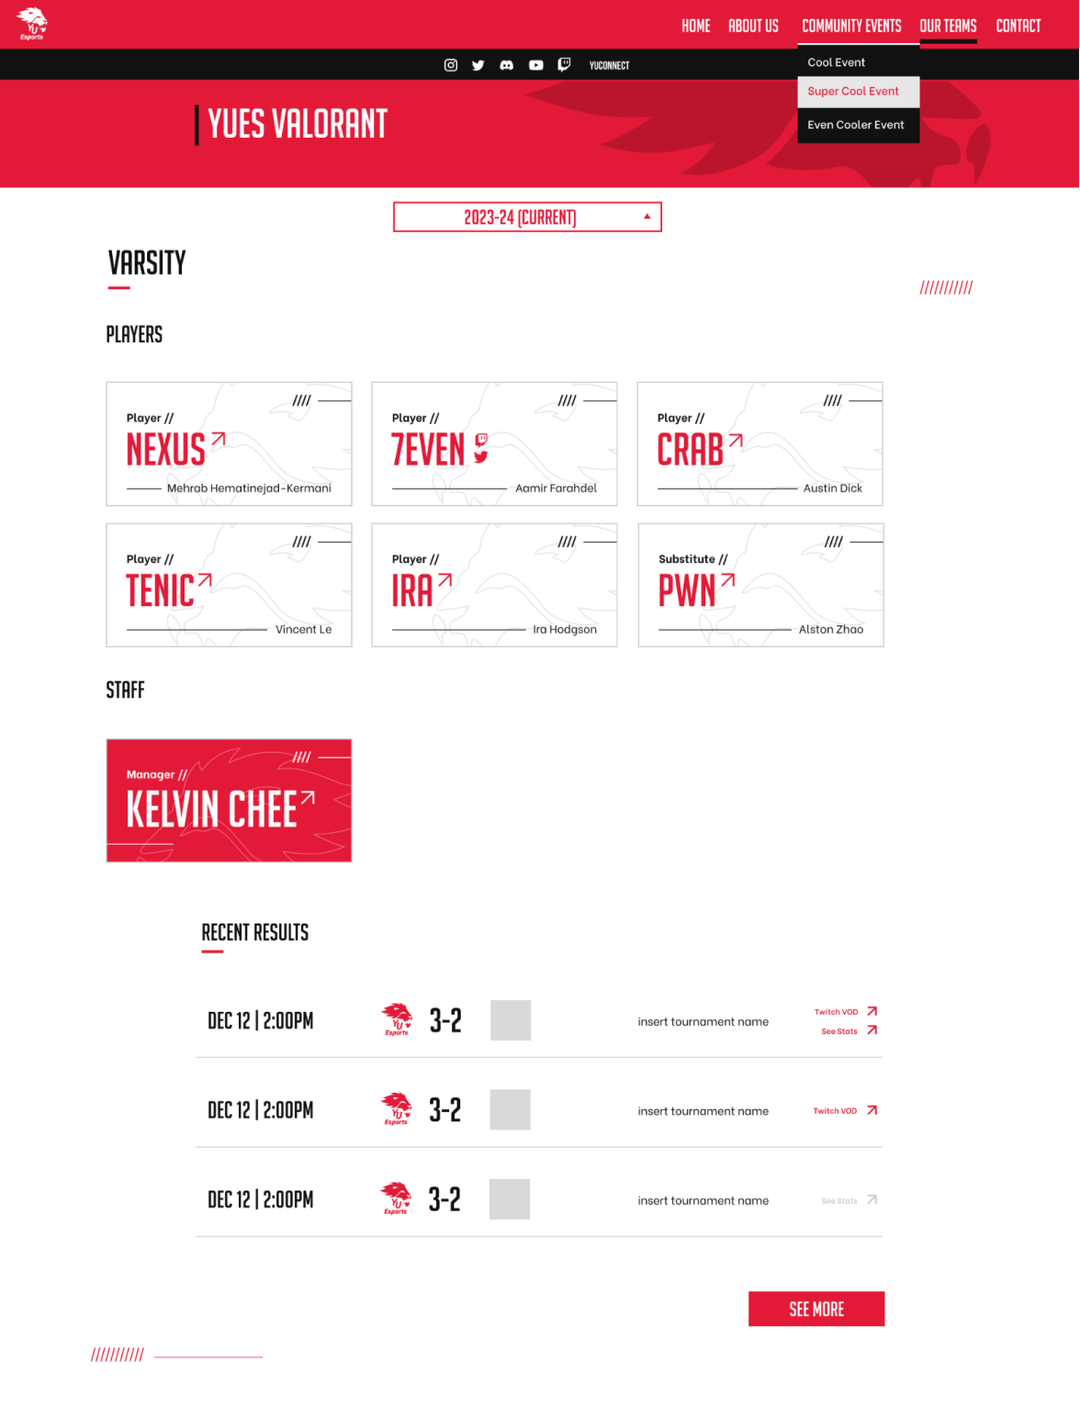 YU
Esports
HOME ABOUT US COMMUNITY EVENTS OUR TEAMS CONTACT
YUCONNECT
Cool Event
Super Cool Event
Even Cooler Event
YUES VALORANT
2023-24 (CURRENT)
VARSITY
///////////
PLAYERS
////
Player //
NEXUS
Mehrab Hematinejad-Kermani
////
Player //
7EVEN
Aamir Farahdel
////
Player //
CRAB
Austin Dick
////
Player //
TENIC
Vincent Le
////
Player //
IRA
Ira Hodgson
////
Substitute //
PWN
Alston Zhao
STAFF
////
Manager //
KELVIN CHEE
RECENT RESULTS
DEC 12 | 2:00PM YU Esports 3-2 insert tournament name Twitch VOD
See Stats
DEC 12 | 2:00PM YU Esports 3-2 insert tournament name Twitch VOD
DEC 12 | 2:00PM YU Esports 3-2 insert tournament name See Stats
SEE MORE
///////////